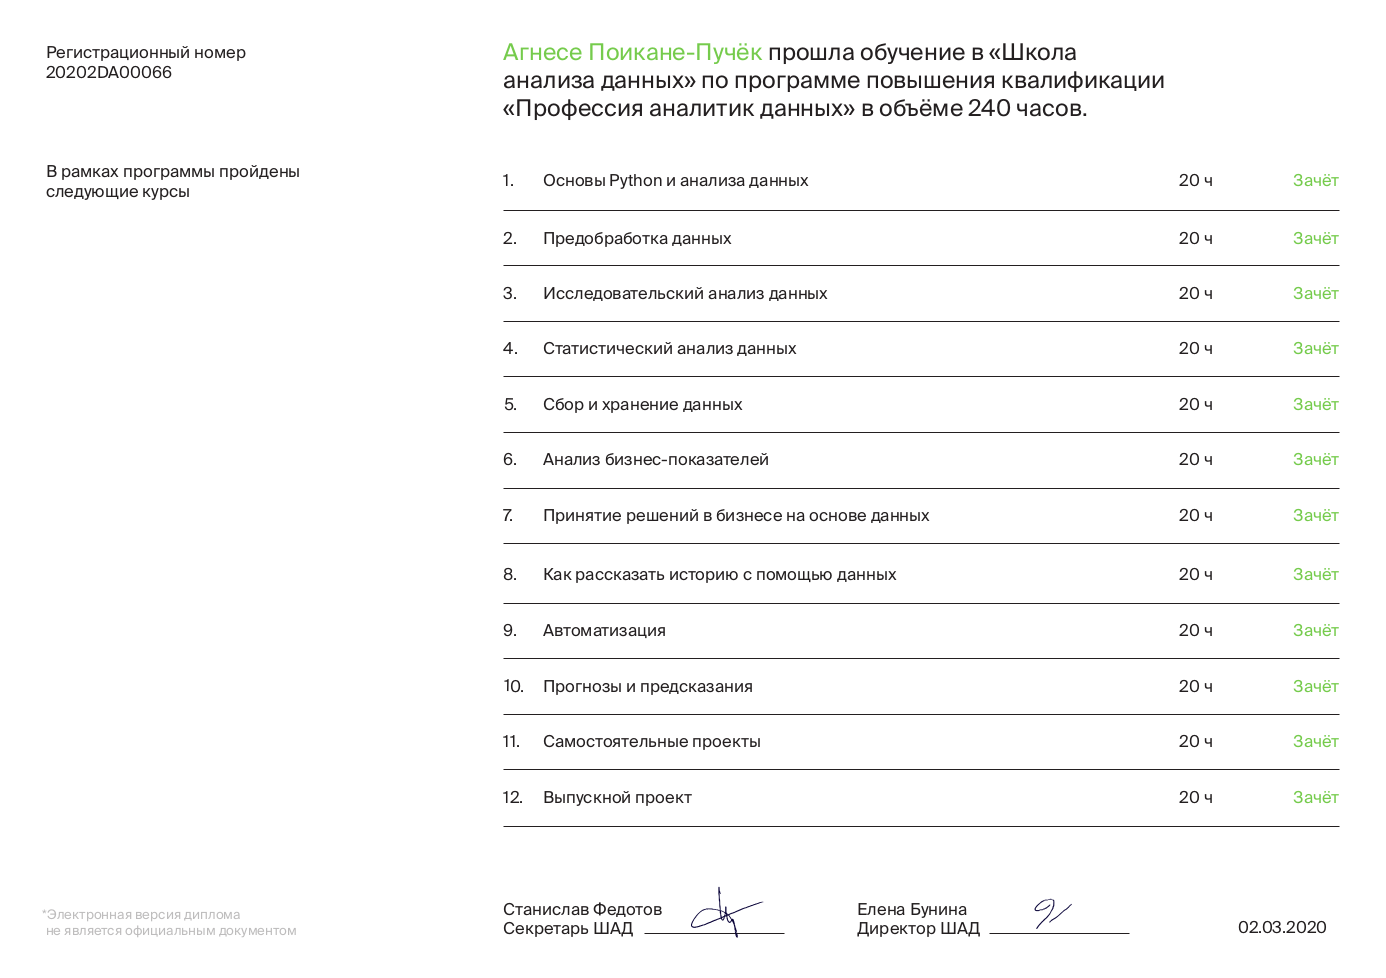 Регистрационный номер
20202DA00066
Агнесе Поикане-Пучёк прошла обучение в «Школа
анализа данных» по программе повышения квалификации
«Профессия аналитик данных» в объёме 240 часов.
В рамках программы пройдены
следующие курсы
1. Основы Python и анализа данных 20 ч Зачёт
2. Предобработка данных 20 ч Зачёт
3. Исследовательский анализ данных 20 ч Зачёт
4. Статистический анализ данных 20 ч Зачёт
5. Сбор и хранение данных 20 ч Зачёт
6. Анализ бизнес-показателей 20 ч Зачёт
7. Принятие решений в бизнесе на основе данных 20 ч Зачёт
8. Как рассказать историю с помощью данных 20 ч Зачёт
9. Автоматизация 20 ч Зачёт
10. Прогнозы и предсказания 20 ч Зачёт
11. Самостоятельные проекты 20 ч Зачёт
12. Выпускной проект 20 ч Зачёт
*Электронная версия диплома
не является официальным документом
Станислав Федотов
Секретарь ШАД
Елена Бунина
Директор ШАД
02.03.2020